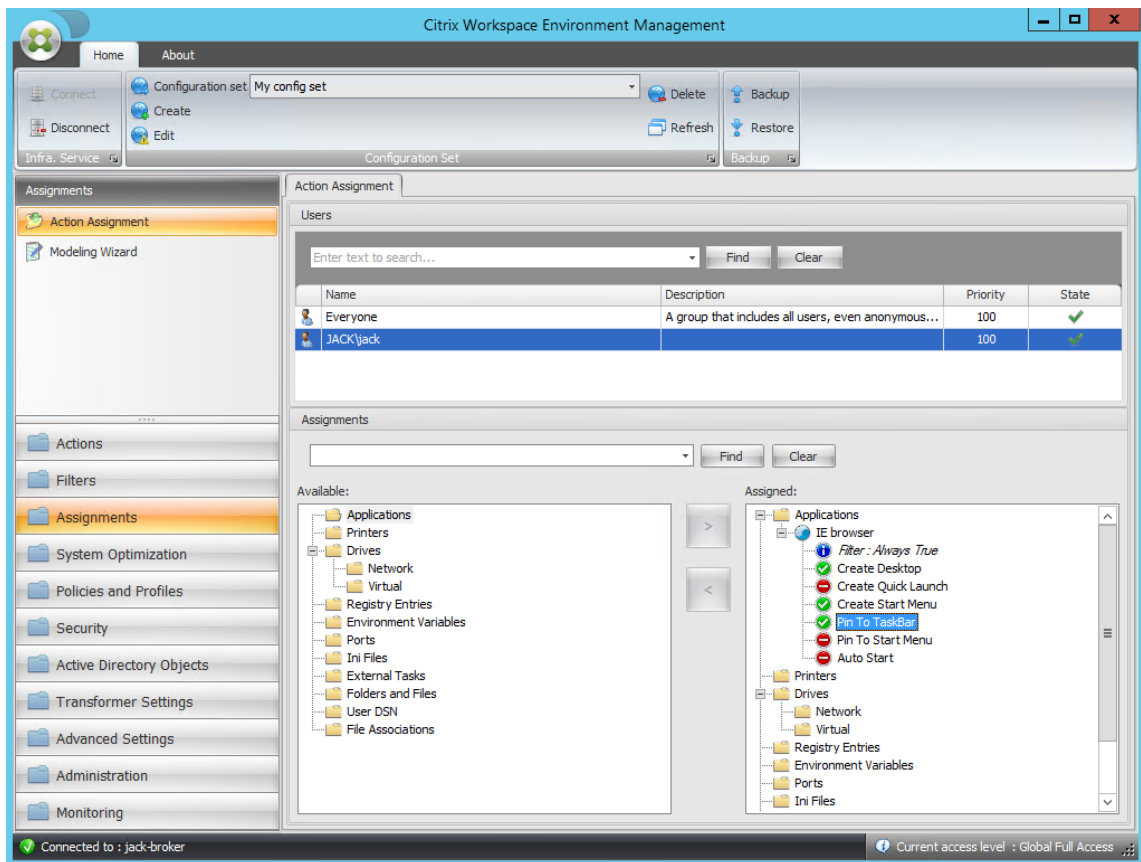 Citrix Workspace Environment Management
Home About
Connect
Disconnect
Infra. Service
Configuration set My config set
Create
Edit
Delete
Refresh
Configuration Set
Backup
Restore
Backup
Assignments
Action Assignment
Modeling Wizard
Actions
Filters
Assignments
System Optimization
Policies and Profiles
Security
Active Directory Objects
Transformer Settings
Advanced Settings
Administration
Monitoring
Action Assignment
Users
Enter text to search... Find Clear
Name Description Priority State
Everyone A group that includes all users, even anonymous... 100
JACK\jack 100
Assignments
Find Clear
Available:
Applications
Printers
Drives
Network
Virtual
Registry Entries
Environment Variables
Ports
Ini Files
External Tasks
Folders and Files
User DSN
File Associations
>
<
Assigned:
Applications
IE browser
Filter : Always True
Create Desktop
Create Quick Launch
Create Start Menu
Pin To TaskBar
Pin To Start Menu
Auto Start
Printers
Drives
Network
Virtual
Registry Entries
Environment Variables
Ports
Ini Files
Connected to : jack-broker
Current access level : Global Full Access